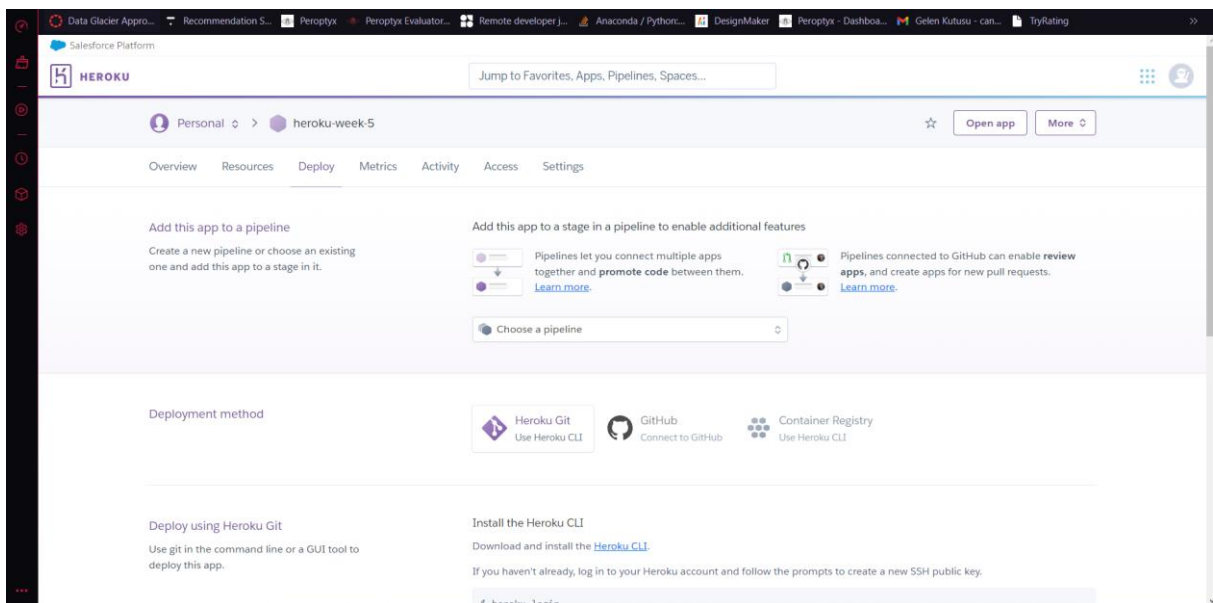 Data Glacier Appro... Recommendation S... Peroptyx Peroptyx Evaluator... Remote developer j... Anaconda / Python:... DesignMaker Peroptyx - Dashboa... Gelen Kutusu - can... TryRating »
Salesforce Platform
HEROKU Jump to Favorites, Apps, Pipelines, Spaces...
Personal > heroku-week-5 Open app More
Overview Resources Deploy Metrics Activity Access Settings
Add this app to a pipeline
Create a new pipeline or choose an existing
one and add this app to a stage in it.
Add this app to a stage in a pipeline to enable additional features
Pipelines let you connect multiple apps
together and promote code between them.
Learn more.
Pipelines connected to GitHub can enable review
apps, and create apps for new pull requests.
Learn more.
Choose a pipeline
Deployment method
Heroku Git
Use Heroku CLI
GitHub
Connect to GitHub
Container Registry
Use Heroku CLI
Deploy using Heroku Git
Use git in the command line or a GUI tool to
deploy this app.
Install the Heroku CLI
Download and install the Heroku CLI.
If you haven't already, log in to your Heroku account and follow the prompts to create a new SSH public key.
$ heroku login